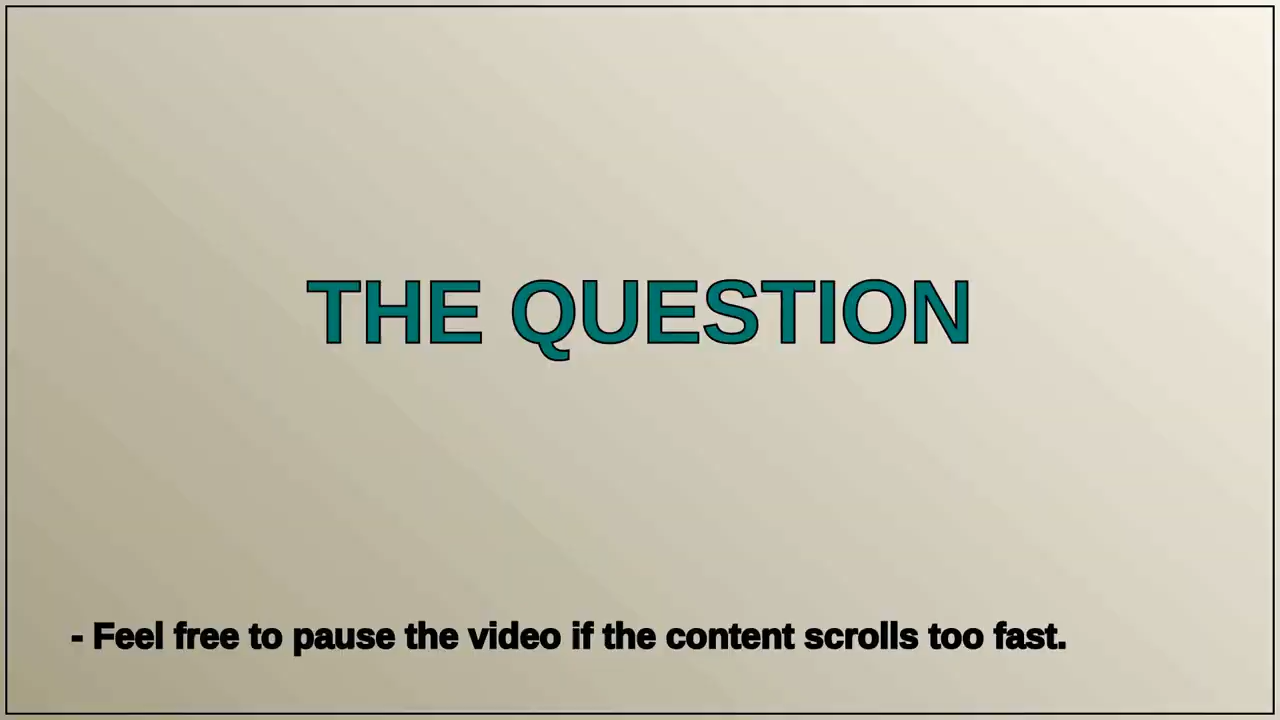 THE QUESTION
- Feel free to pause the video if the content scrolls too fast.